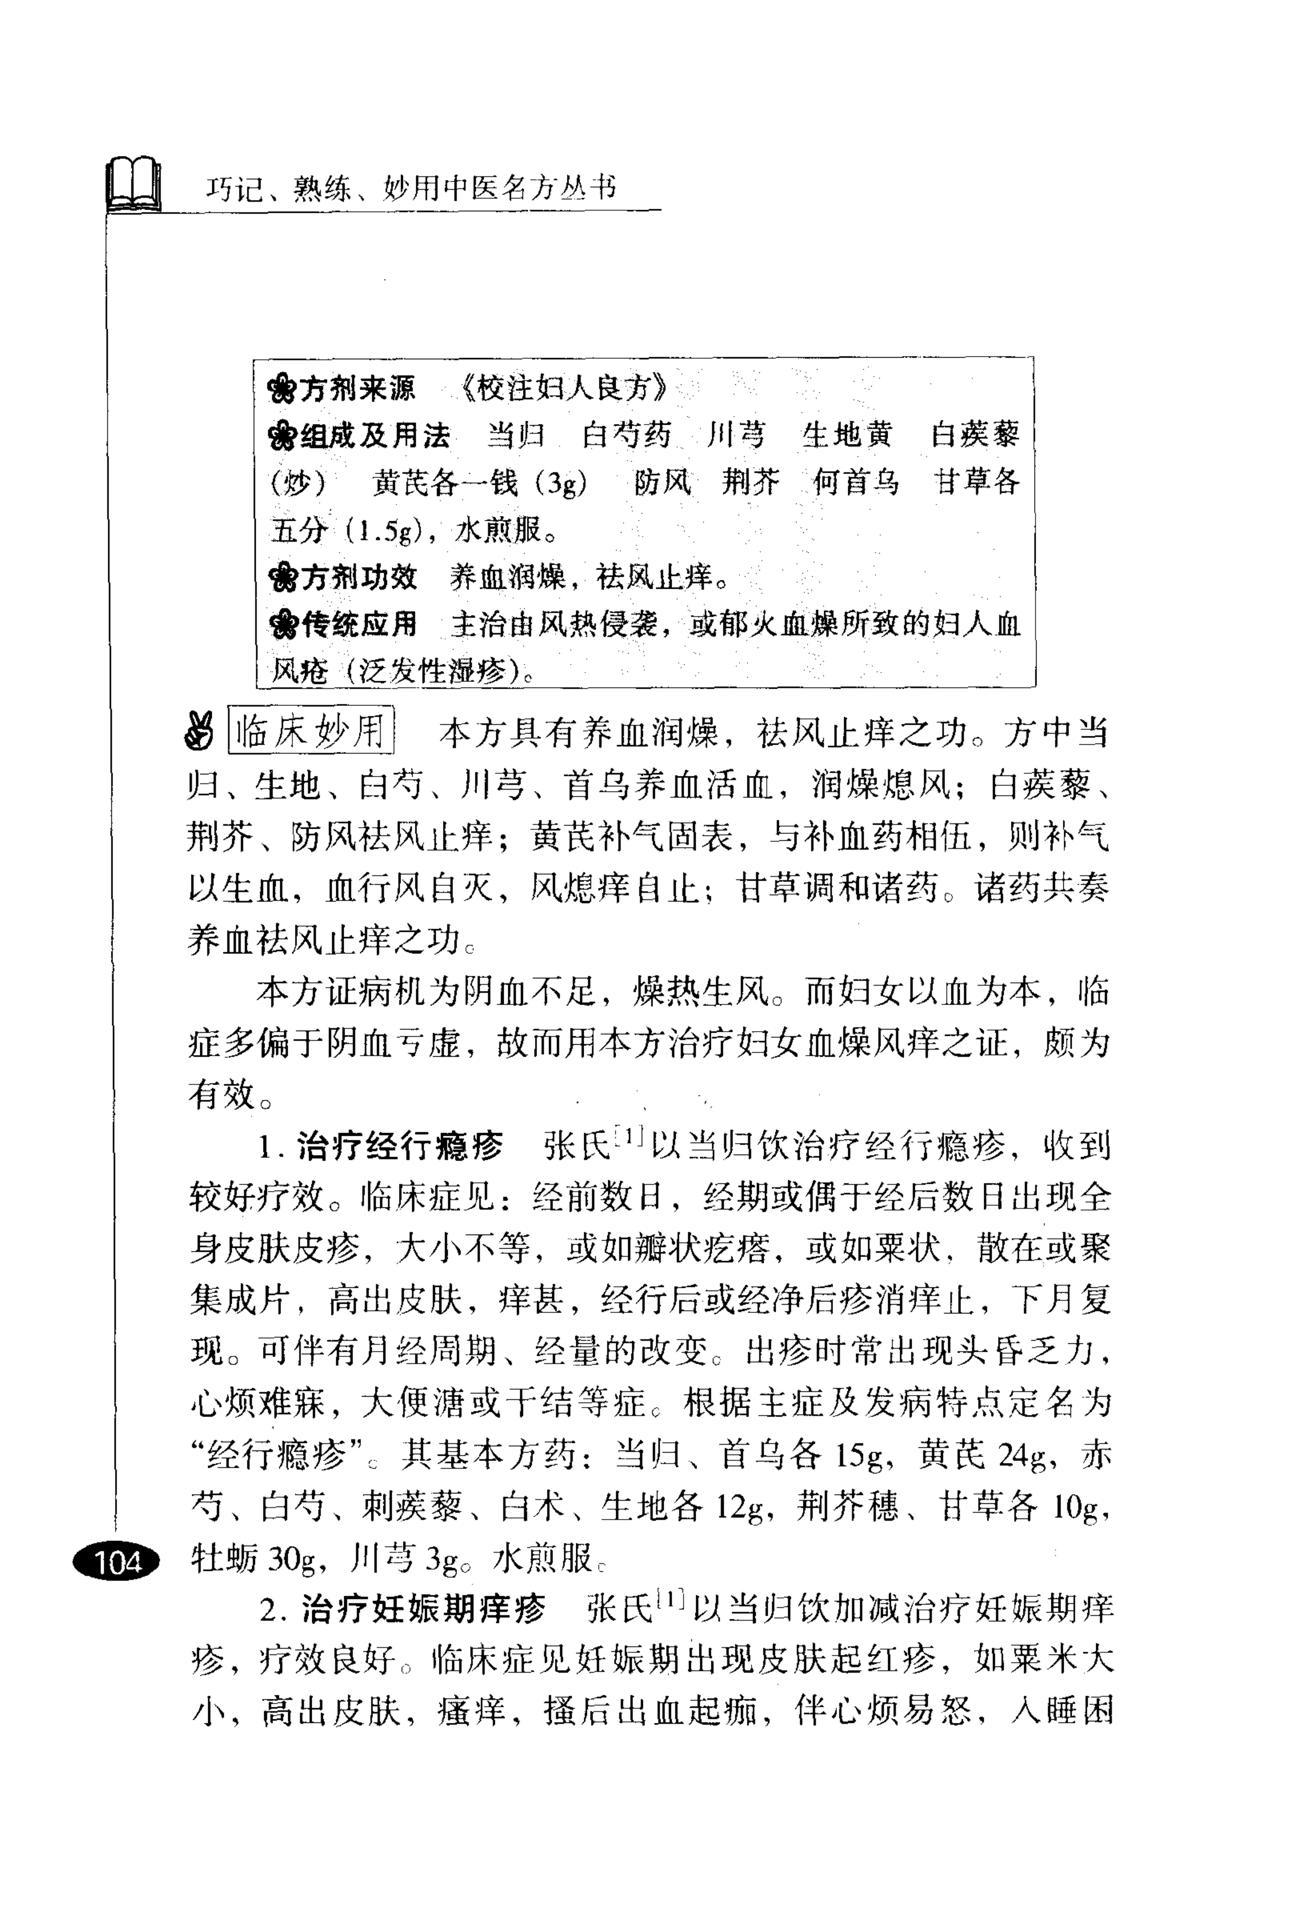 巧记、熟练、妙用中医名方丛书
方剂来源 《校注妇人良方》
组成及用法 当归 白芍药 川芎 生地黄 白蒺藜
(炒) 黄芪各一钱 (3g) 防风 荆芥 何首乌 甘草各
五分 (1.5g)，水煎服。
方剂功效 养血润燥，祛风止痒。
传统应用 主治由风热侵袭，或郁火血燥所致的妇人血
风疮 (泛发性湿疹)。
临床妙用 本方具有养血润燥，祛风止痒之功。方中当
归、生地、白芍、川芎、首乌养血活血，润燥熄风；白蒺藜、
荆芥、防风祛风止痒；黄芪补气固表，与补血药相伍，则补气
以生血，血行风自灭，风熄痒自止；甘草调和诸药。诸药共奏
养血祛风止痒之功。
本方证病机为阴血不足，燥热生风。而妇女以血为本，临
症多偏于阴血亏虚，故而用本方治疗妇女血燥风痒之证，颇为
有效。
1. 治疗经行瘾疹 张氏[1]以当归饮治疗经行瘾疹，收到
较好疗效。临床症见：经前数日，经期或偶于经后数日出现全
身皮肤皮疹，大小不等，或如瓣状疙瘩，或如粟状，散在或聚
集成片，高出皮肤，痒甚，经行后或经净后疹消痒止，下月复
现。可伴有月经周期、经量的改变。出疹时常出现头昏乏力，
心烦难寐，大便溏或干结等症。根据主症及发病特点定名为
“经行瘾疹”。其基本方药：当归、首乌各 15g，黄芪 24g，赤
芍、白芍、刺蒺藜、白术、生地各 12g，荆芥穗、甘草各 10g，
牡蛎 30g，川芎 3g。水煎服。
104
2. 治疗妊娠期痒疹 张氏[1]以当归饮加减治疗妊娠期痒
疹，疗效良好。临床症见妊娠期出现皮肤起红疹，如粟米大
小，高出皮肤，瘙痒，搔后出血起痂，伴心烦易怒，入睡困